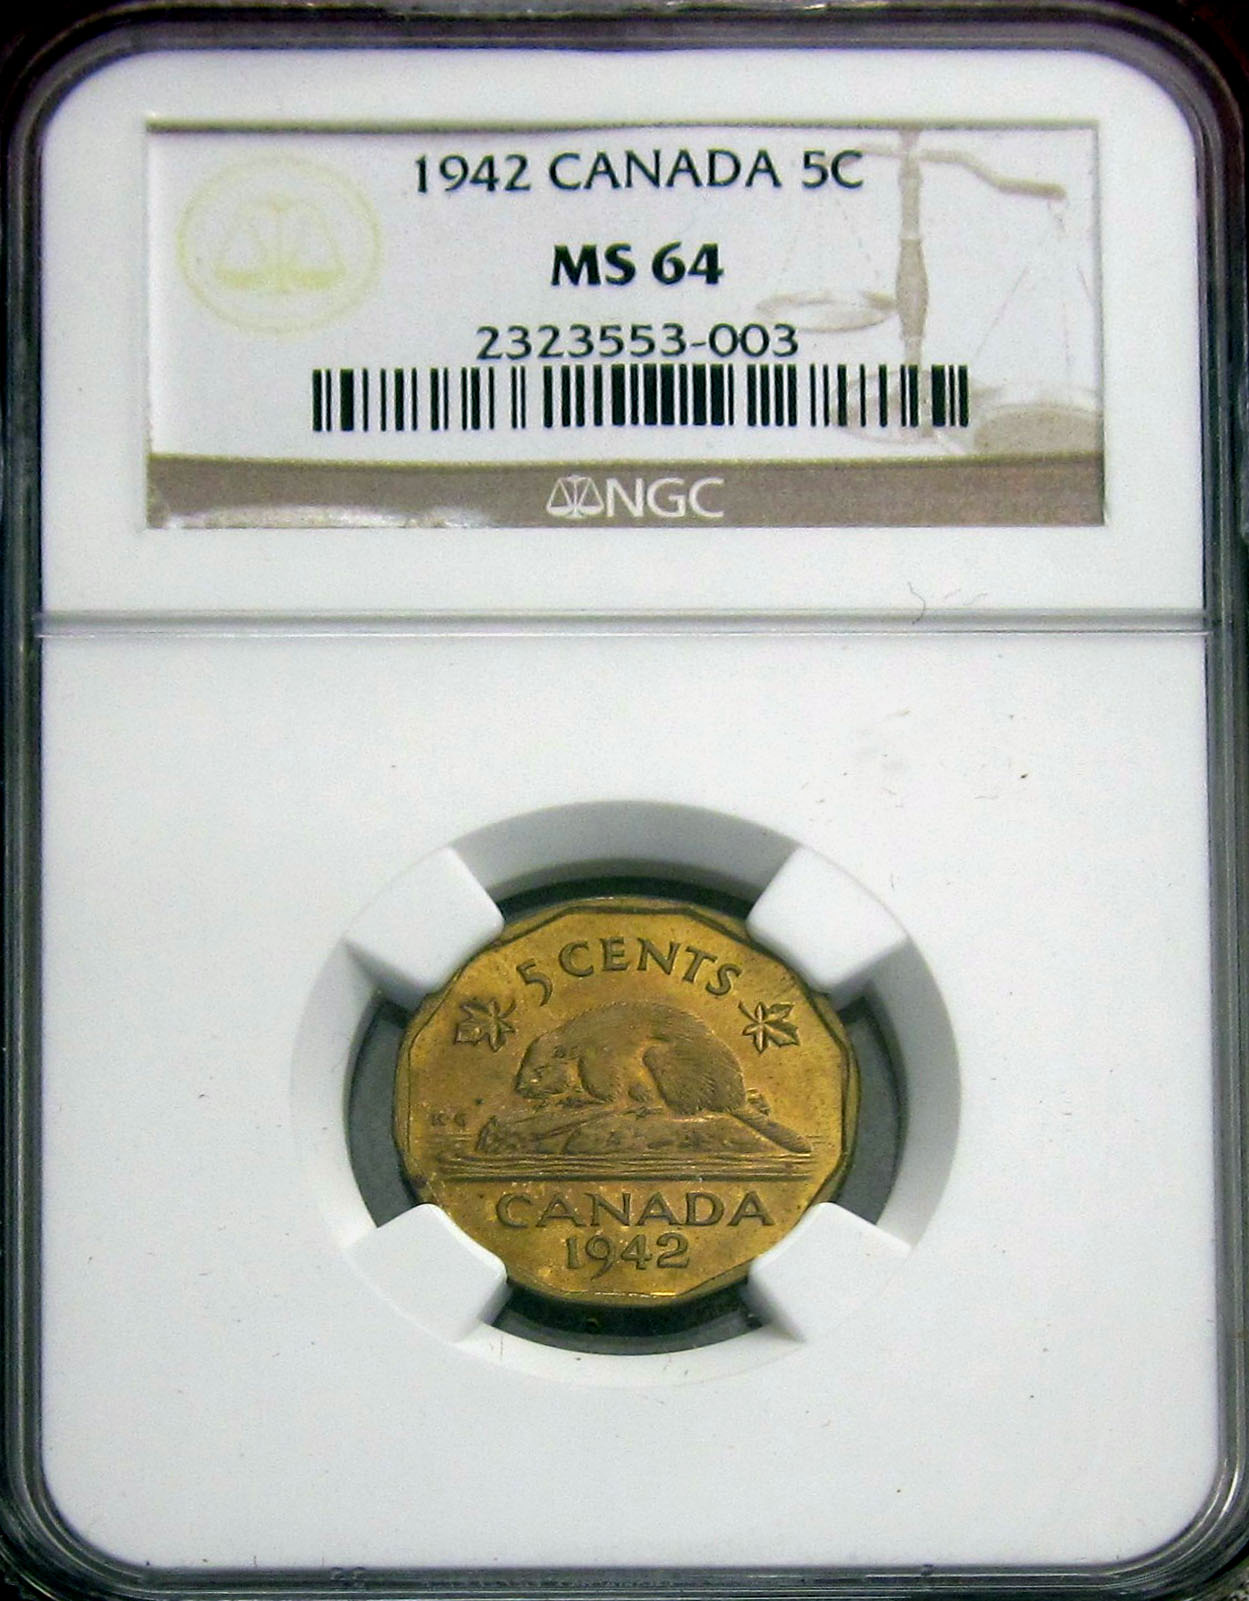 1942 CANADA 5C
MS 64
2323553-003
NGC
5 CENTS
K G
CANADA
1942